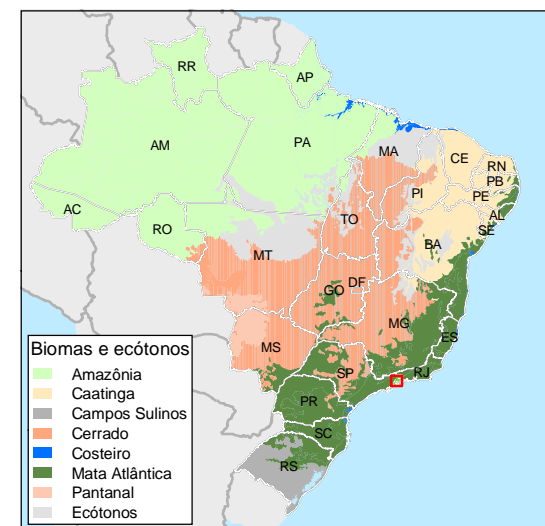 RR
AP
AM
PA
MA
CE
RN
PB
PE
AL
SE
PI
AC
RO
TO
BA
MT
DF
GO
MG
ES
MS
SP
RJ
PR
SC
RS
Biomas e ecótonos
Amazônia
Caatinga
Campos Sulinos
Cerrado
Costeiro
Mata Atlântica
Pantanal
Ecótonos